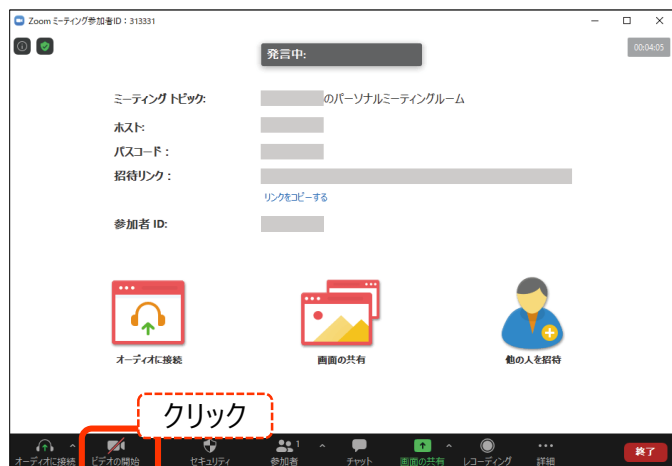 Zoom ミーティング参加者ID：313331
00:04:05
発言中:
ミーティング トピック:
のパーソナルミーティングルーム
ホスト:
パスコード：
招待リンク：
リンクをコピーする
参加者 ID:
オーディオに接続
画面の共有
他の人を招待
クリック
オーディオに接続
ビデオの開始
セキュリティ
1
参加者
チャット
画面の共有
レコーディング
詳細
終了